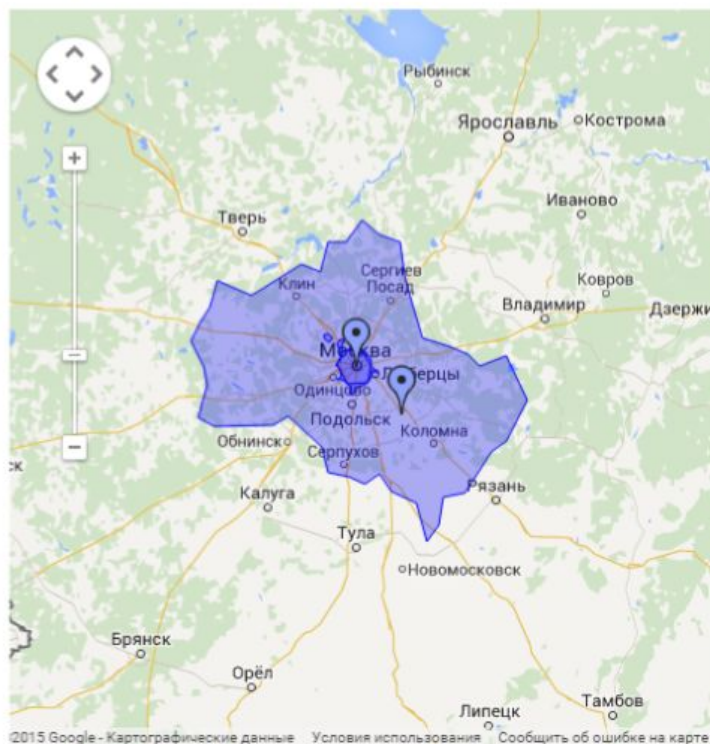 Рыбинск
Ярославль
Кострома
Иваново
Тверь
Сергиев
Посад
Клин
Ковров
Владимир
Дзержи
Москва
Люберцы
Одинцово
Подольск
Коломна
Обнинск
Серпухов
Рязань
Калуга
Тула
Новомосковск
ск
Брянск
Орёл
Липецк
Тамбов
2015 Google - Картографические данные Условия использования Сообщить об ошибке на карте